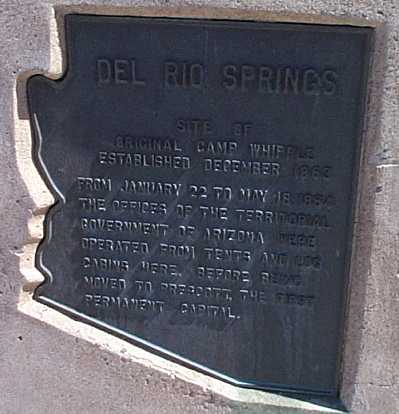 DEL RIO SPRINGS
SITE OF
ORIGINAL CAMP WHIPPLE
ESTABLISHED DECEMBER 1863
FROM JANUARY 22 TO MAY 18, 1864
THE OFFICES OF THE TERRITORIAL
GOVERNMENT OF ARIZONA WERE
OPERATED FROM TENTS AND LOG
CABINS HERE, BEFORE BEING
MOVED TO PRESCOTT, THE FIRST
PERMANENT CAPITAL.